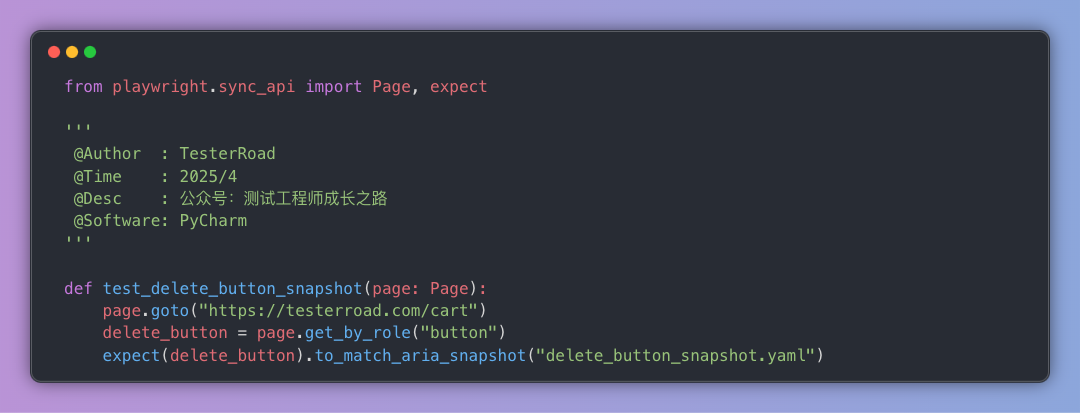 from playwright.sync_api import Page, expect
'''
@Author  : TesterRoad
@Time    : 2025/4
@Desc    : 公众号：测试工程师成长之路
@Software: PyCharm
'''
def test_delete_button_snapshot(page: Page):
    page.goto("https://testerroad.com/cart")
    delete_button = page.get_by_role("button")
    expect(delete_button).to_match_aria_snapshot("delete_button_snapshot.yaml")